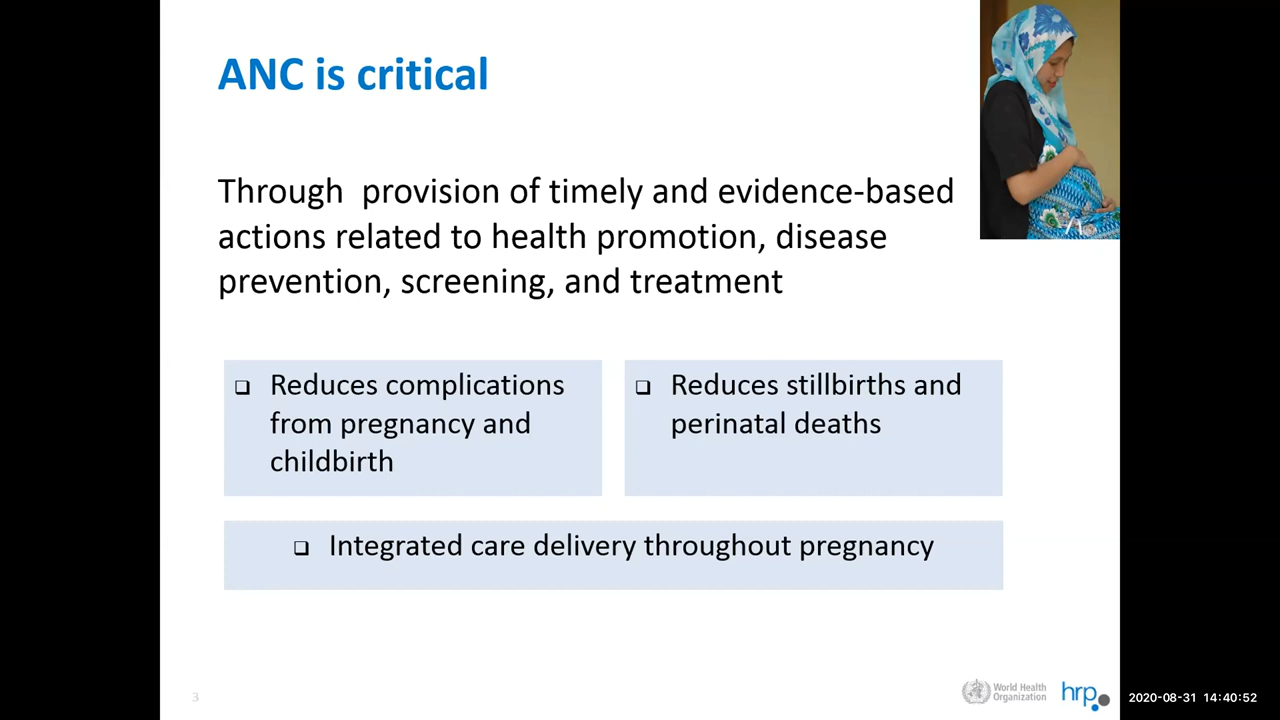 ANC is critical
Through  provision of timely and evidence-based
actions related to health promotion, disease
prevention, screening, and treatment
❑ Reduces complications
from pregnancy and
childbirth
❑ Reduces stillbirths and
perinatal deaths
❑ Integrated care delivery throughout pregnancy
3
World Health
Organization
hrp
2020-08-31 14:40:52